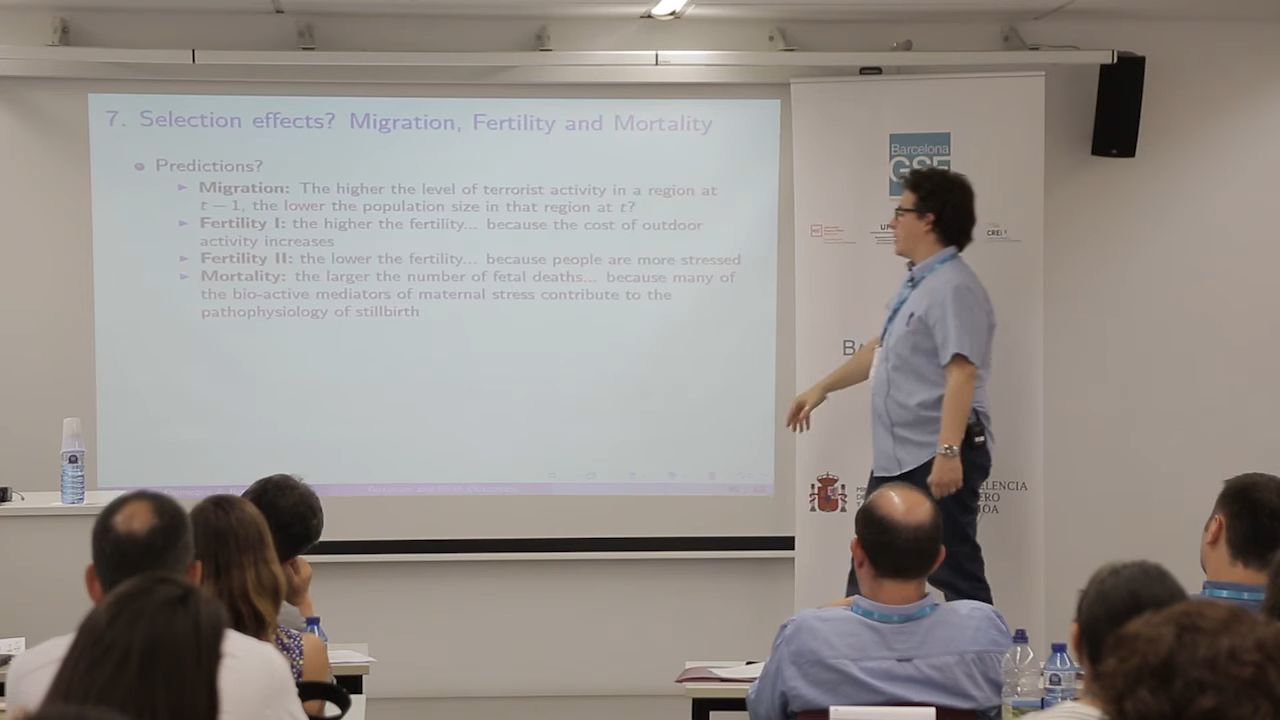 7. Selection effects? Migration, Fertility and Mortality
Predictions?
Migration: The higher the level of terrorist activity in a region at
t − 1, the lower the population size in that region at t?
Fertility I: the higher the fertility... because the cost of outdoor
activity increases
Fertility II: the lower the fertility... because people are more stressed
Mortality: the larger the number of fetal deaths... because many of
the bio-active mediators of maternal stress contribute to the
pathophysiology of stillbirth
Barcelona
GSE
CREi